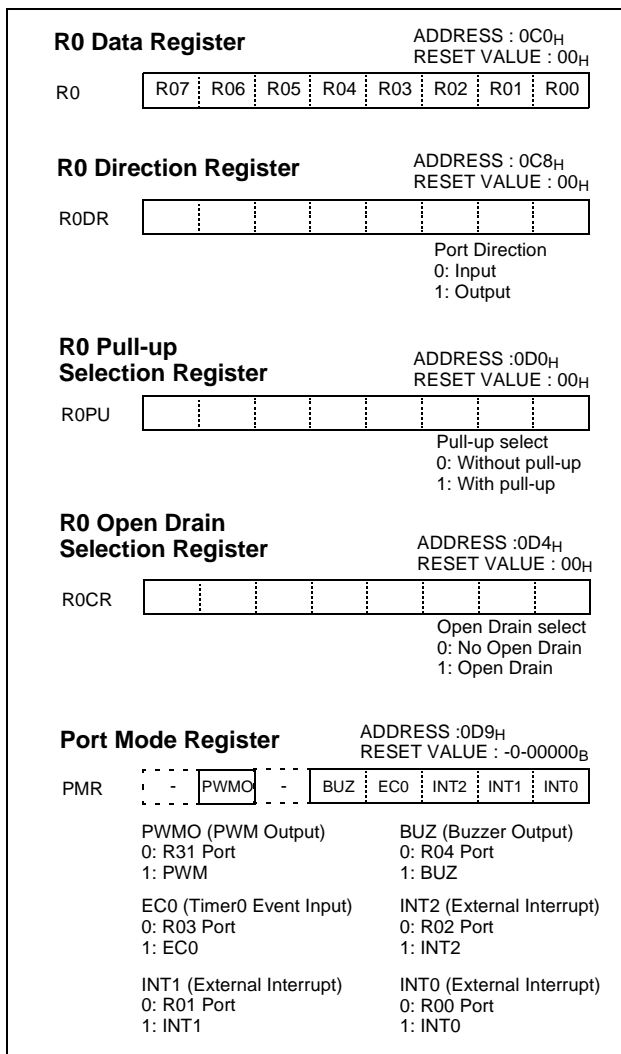 R0 Data Register
ADDRESS : 0C0H
RESET VALUE : 00H
R0 R07 R06 R05 R04 R03 R02 R01 R00
R0 Direction Register
ADDRESS : 0C8H
RESET VALUE : 00H
R0DR
Port Direction
0: Input
1: Output
R0 Pull-up
Selection Register
ADDRESS :0D0H
RESET VALUE : 00H
R0PU
Pull-up select
0: Without pull-up
1: With pull-up
R0 Open Drain
Selection Register
ADDRESS :0D4H
RESET VALUE : 00H
R0CR
Open Drain select
0: No Open Drain
1: Open Drain
Port Mode Register
ADDRESS :0D9H
RESET VALUE : -0-00000B
PMR - PWMO - BUZ EC0 INT2 INT1 INT0
PWMO (PWM Output)
0: R31 Port
1: PWM
BUZ (Buzzer Output)
0: R04 Port
1: BUZ
EC0 (Timer0 Event Input)
0: R03 Port
1: EC0
INT2 (External Interrupt)
0: R02 Port
1: INT2
INT1 (External Interrupt)
0: R01 Port
1: INT1
INT0 (External Interrupt)
0: R00 Port
1: INT0